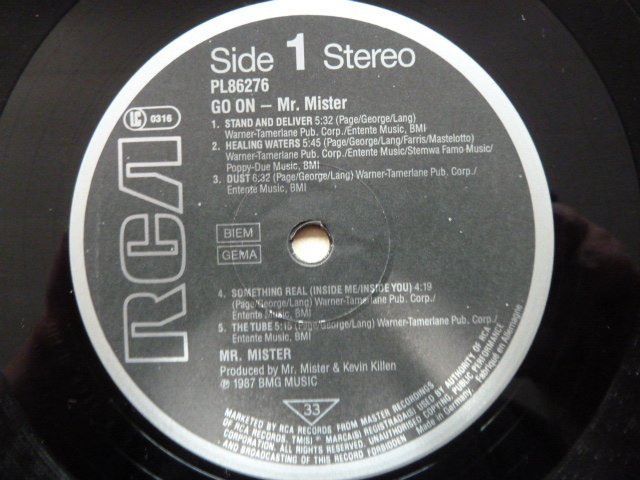 Side 1 Stereo
PL86276
GO ON – Mr. Mister
1. STAND AND DELIVER 5:32 (Page/George/Lang)
Warner-Tamerlane Pub. Corp./Entente Music, BMI
2. HEALING WATERS 5:45 (Page/George/Lang/Farris/Mastelotto)
Warner-Tamerlane Pub. Corp./Entente Music/Stemwa Famo Music/
Poppy-Due Music, BMI
3. DUST 6:32 (Page/George/Lang) Warner-Tamerlane Pub. Corp./
Entente Music, BMI
LC 0316
RCA
BIEM
GEMA
4. SOMETHING REAL (INSIDE ME/INSIDE YOU) 4:19
(Page/George/Lang) Warner-Tamerlane Pub. Corp./
Entente Music, BMI
5. THE TUBE 5:15 (Page/George/Lang) Warner-Tamerlane Pub. Corp./
Entente Music, BMI
MR. MISTER
Produced by Mr. Mister & Kevin Killen
℗ 1987 BMG MUSIC
33
MARKETED BY RCA RECORDS, FROM MASTER RECORDINGS
OF RCA RECORDS. TM(S) ® MARCA(S) REGISTRADA(S) USED BY AUTHORITY OF RCA
CORPORATION. ALL RIGHTS RESERVED. UNAUTHORISED COPYING, PUBLIC PERFORMANCE
AND BROADCASTING OF THIS RECORD FORBIDDEN
Made in Germany · Fabriqué en Allemagne